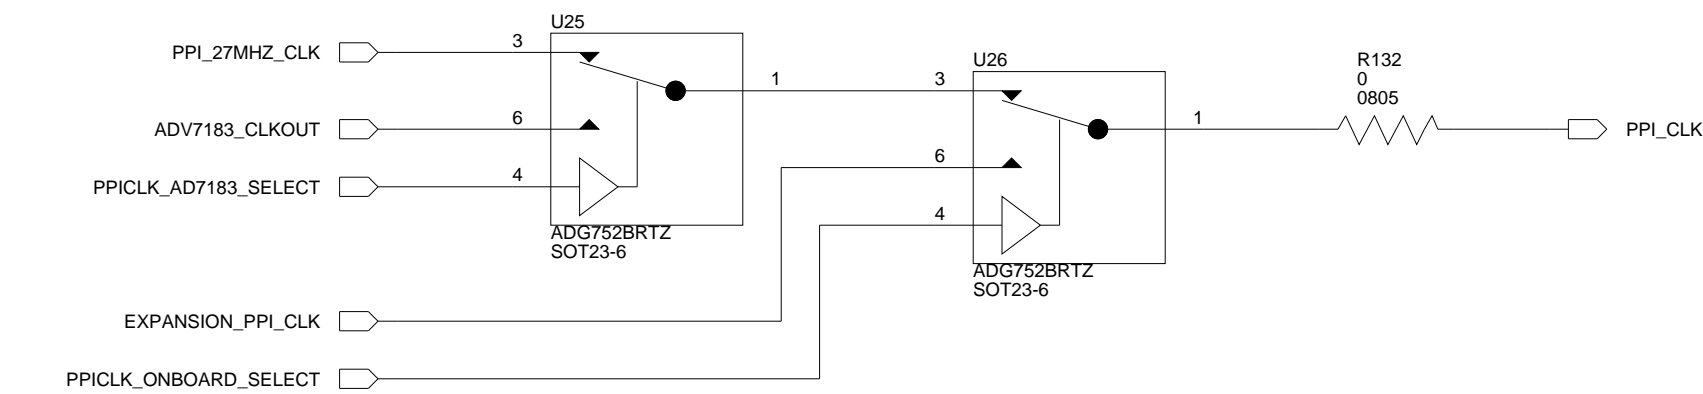 U25
PPI_27MHZ_CLK
3
1
ADV7183_CLKOUT
6
PPICLK_AD7183_SELECT
4
ADG752BRTZ
SOT23-6
U26
3
1
6
4
ADG752BRTZ
SOT23-6
R132
0
0805
PPI_CLK
EXPANSION_PPI_CLK
PPICLK_ONBOARD_SELECT